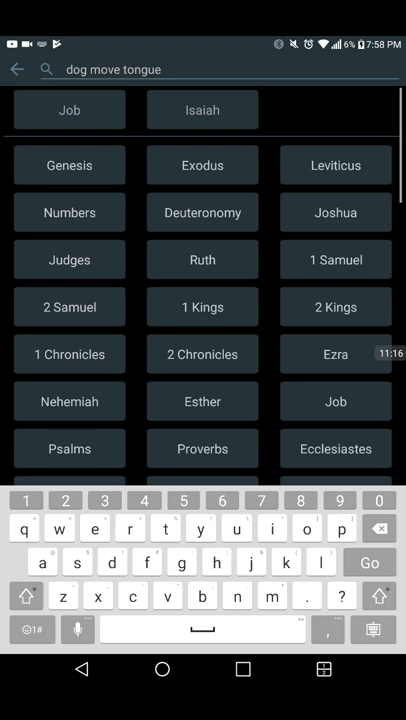 6% 7:58 PM
dog move tongue
Job Isaiah
Genesis Exodus Leviticus
Numbers Deuteronomy Joshua
Judges Ruth 1 Samuel
2 Samuel 1 Kings 2 Kings
1 Chronicles 2 Chronicles Ezra
11:16
Nehemiah Esther Job
Psalms Proverbs Ecclesiastes
1 2 3 4 5 6 7 8 9 0
q w e r t y u i o p
a s d f g h j k l Go
z x c v b n m . ?
☺1# ,